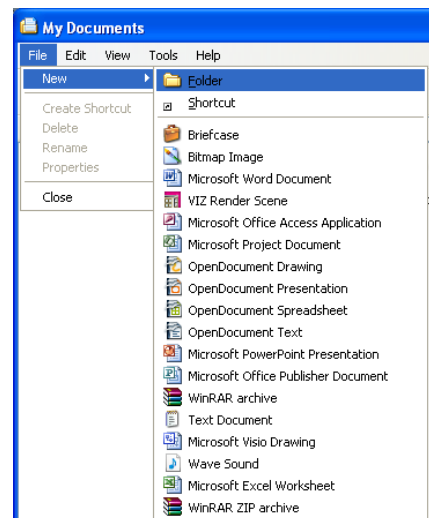 My Documents
File Edit View Tools Help
New
Create Shortcut
Delete
Rename
Properties
Close
Folder
Shortcut
Briefcase
Bitmap Image
Microsoft Word Document
VIZ Render Scene
Microsoft Office Access Application
Microsoft Project Document
OpenDocument Drawing
OpenDocument Presentation
OpenDocument Spreadsheet
OpenDocument Text
Microsoft PowerPoint Presentation
Microsoft Office Publisher Document
WinRAR archive
Text Document
Microsoft Visio Drawing
Wave Sound
Microsoft Excel Worksheet
WinRAR ZIP archive